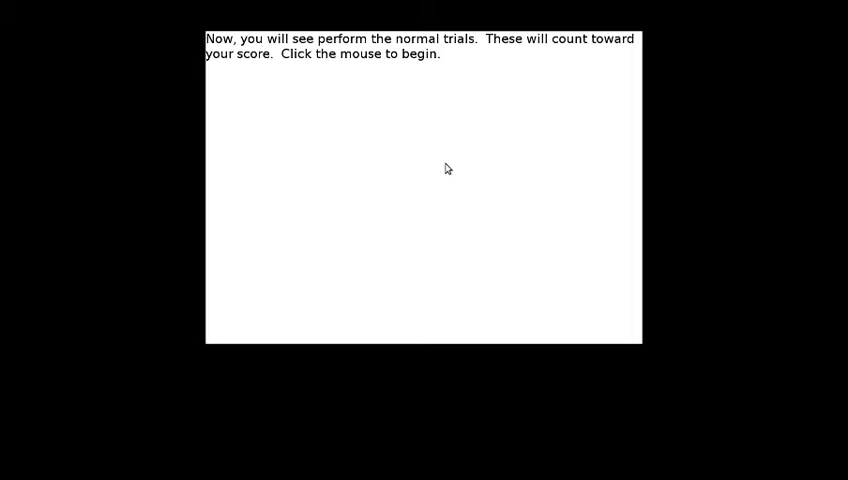 Now, you will see perform the normal trials.  These will count toward
your score.  Click the mouse to begin.